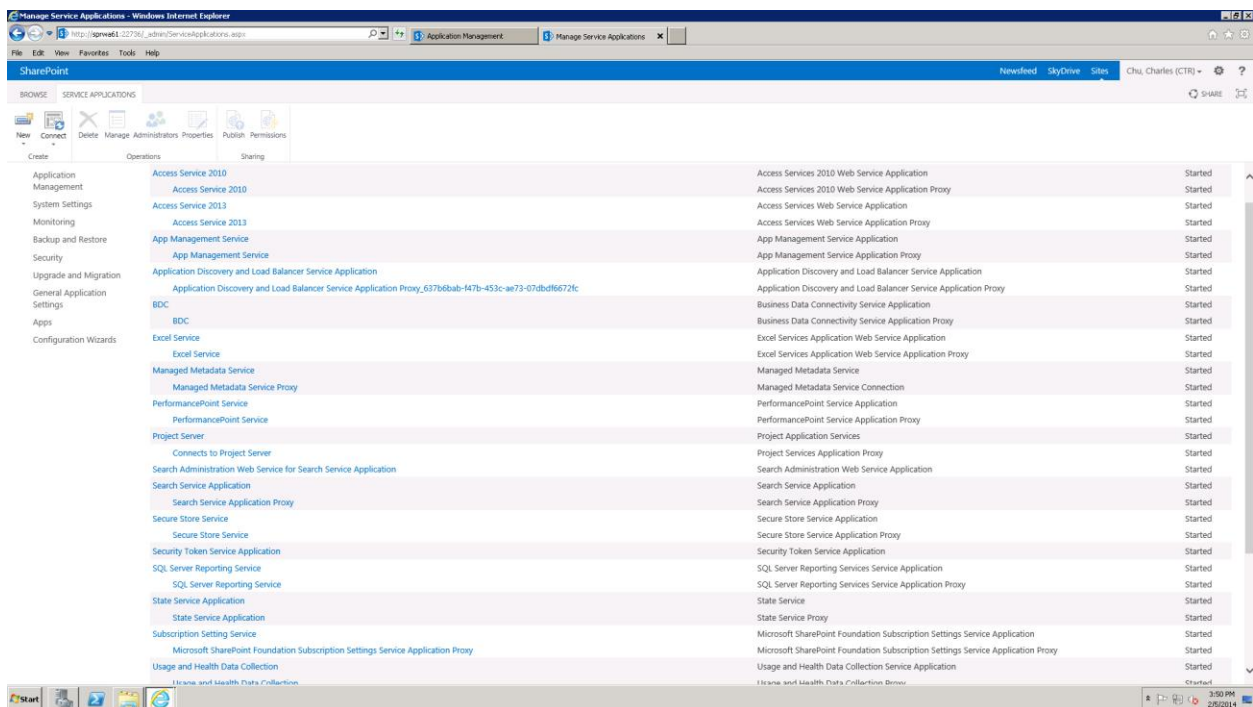 Manage Service Applications - Windows Internet Explorer
http://sprwa61:22736/_admin/ServiceApplications.aspx
Application Management
Manage Service Applications
File Edit View Favorites Tools Help
SharePoint
Newsfeed SkyDrive Sites Chu, Charles (CTR) ?
BROWSE SERVICE APPLICATIONS
SHARE
New Connect Delete Manage Administrators Properties Publish Permissions
Create Operations Sharing
Application
Management
System Settings
Monitoring
Backup and Restore
Security
Upgrade and Migration
General Application
Settings
Apps
Configuration Wizards
Access Service 2010 Access Services 2010 Web Service Application Started
Access Service 2010 Access Services 2010 Web Service Application Proxy Started
Access Service 2013 Access Services Web Service Application Started
Access Service 2013 Access Services Web Service Application Proxy Started
App Management Service App Management Service Application Started
App Management Service App Management Service Application Proxy Started
Application Discovery and Load Balancer Service Application Application Discovery and Load Balancer Service Application Started
Application Discovery and Load Balancer Service Application Proxy_637b6bab-f47b-453c-ae73-07dbdf6672fc Application Discovery and Load Balancer Service Application Proxy Started
BDC Business Data Connectivity Service Application Started
BDC Business Data Connectivity Service Application Proxy Started
Excel Service Excel Services Application Web Service Application Started
Excel Service Excel Services Application Web Service Application Proxy Started
Managed Metadata Service Managed Metadata Service Started
Managed Metadata Service Proxy Managed Metadata Service Connection Started
PerformancePoint Service PerformancePoint Service Application Started
PerformancePoint Service PerformancePoint Service Application Proxy Started
Project Server Project Application Services Started
Connects to Project Server Project Services Application Proxy Started
Search Administration Web Service for Search Service Application Search Administration Web Service Application Started
Search Service Application Search Service Application Started
Search Service Application Proxy Search Service Application Proxy Started
Secure Store Service Secure Store Service Application Started
Secure Store Service Secure Store Service Application Proxy Started
Security Token Service Application Security Token Service Application Started
SQL Server Reporting Service SQL Server Reporting Services Service Application Started
SQL Server Reporting Service SQL Server Reporting Services Service Application Proxy Started
State Service Application State Service Started
State Service Application State Service Proxy Started
Subscription Setting Service Microsoft SharePoint Foundation Subscription Settings Service Application Started
Microsoft SharePoint Foundation Subscription Settings Service Application Proxy Microsoft SharePoint Foundation Subscription Settings Service Application Proxy Started
Usage and Health Data Collection Usage and Health Data Collection Service Application Started
Usage and Health Data Collection Usage and Health Data Collection Proxy Started
Start
3:50 PM
2/5/2014